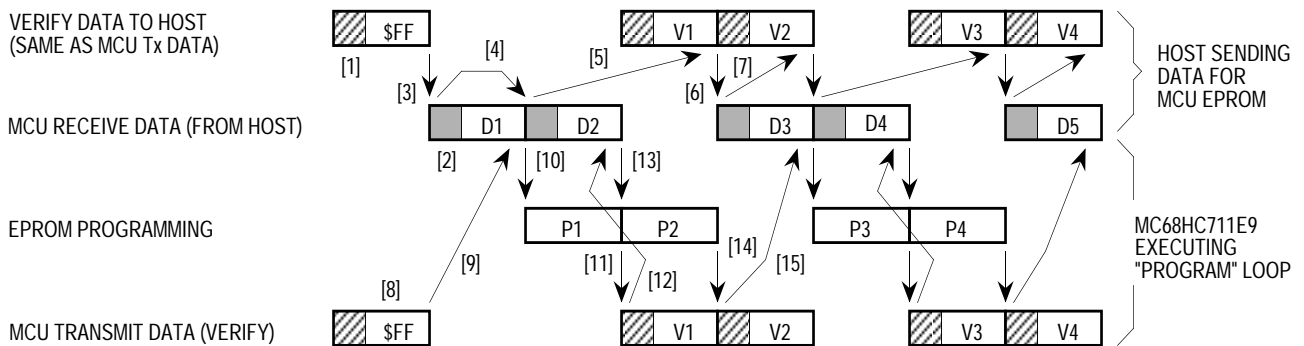 VERIFY DATA TO HOST
(SAME AS MCU Tx DATA)
$FF
V1
V2
V3
V4
[1]
[3]
[4]
[5]
[6]
[7]
HOST SENDING
DATA FOR
MCU EPROM
MCU RECEIVE DATA (FROM HOST)
D1
D2
D3
D4
D5
[2]
[10]
[13]
EPROM PROGRAMMING
P1
P2
P3
P4
MC68HC711E9
EXECUTING
"PROGRAM" LOOP
[9]
[11]
[12]
[14]
[15]
[8]
MCU TRANSMIT DATA (VERIFY)
$FF
V1
V2
V3
V4